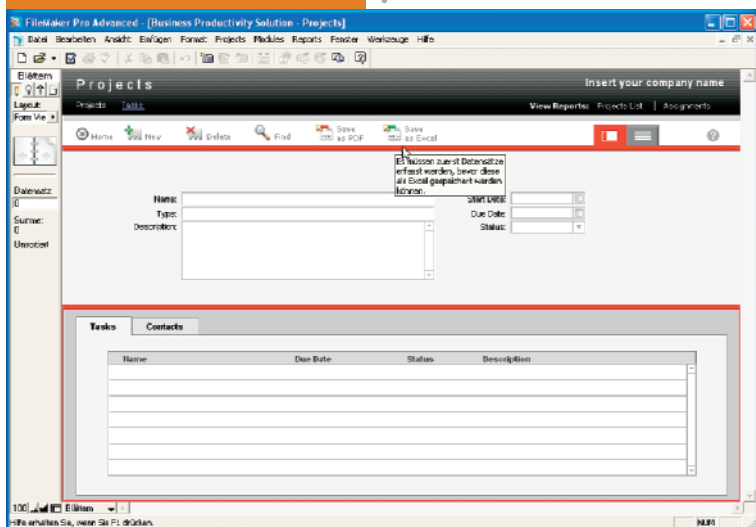 FileMaker Pro Advanced - [Business Productivity Solution - Projects]
Datei Bearbeiten Ansicht Einfügen Format Projects Modules Reports Fenster Werkzeuge Hilfe
Blättern
Layout:
Form Vie
Datensatz:
0
Summe:
0
Unsortiert
Projects
Insert your company name
Projects Tasks
View Reports: Projects List | Assignments
Home New Delete Find Save as PDF Save as Excel
Es müssen zuerst Datensätze
erfasst werden, bevor diese
als Excel gespeichert werden
können.
Name:
Type:
Description:
Start Date:
Due Date:
Status:
Tasks Contacts
Name Due Date Status Description
100 Blättern
Hilfe erhalten Sie, wenn Sie F1 drücken.
NUM